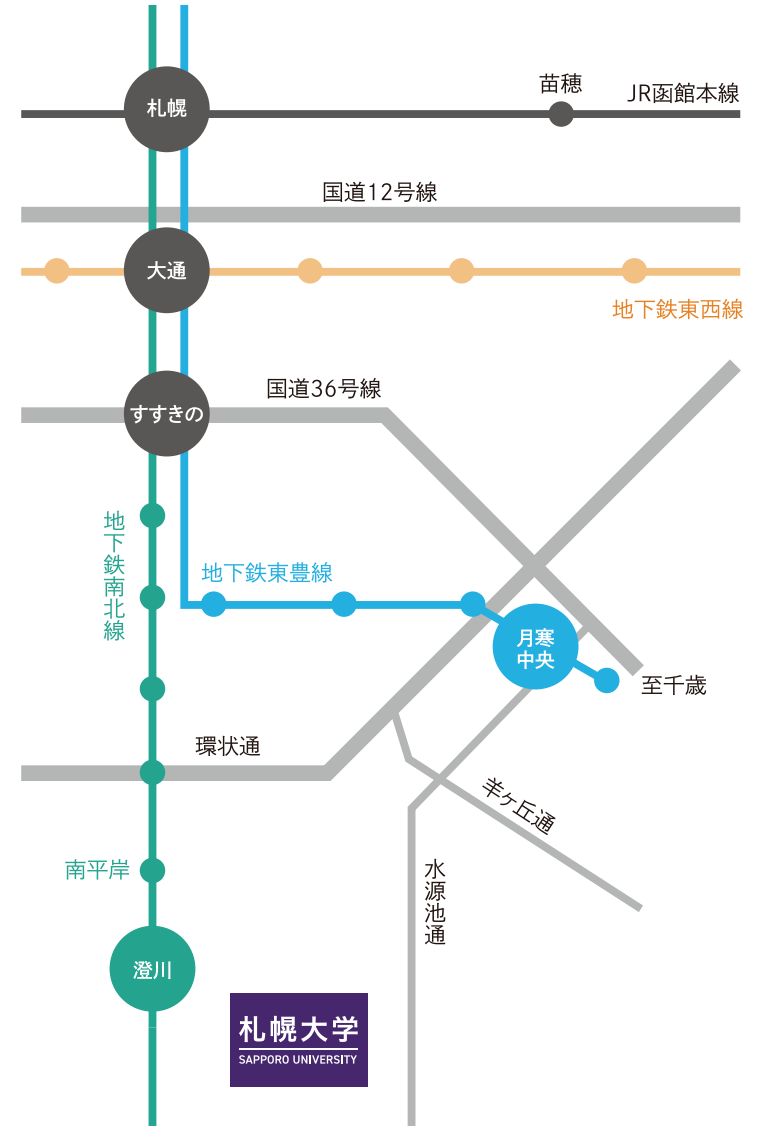 苗穂
JR函館本線
札幌
国道12号線
大通
地下鉄東西線
国道36号線
すすきの
地下鉄南北線
地下鉄東豊線
月寒
中央
至千歳
環状通
羊ヶ丘通
南平岸
水源池通
澄川
札幌大学
SAPPORO UNIVERSITY